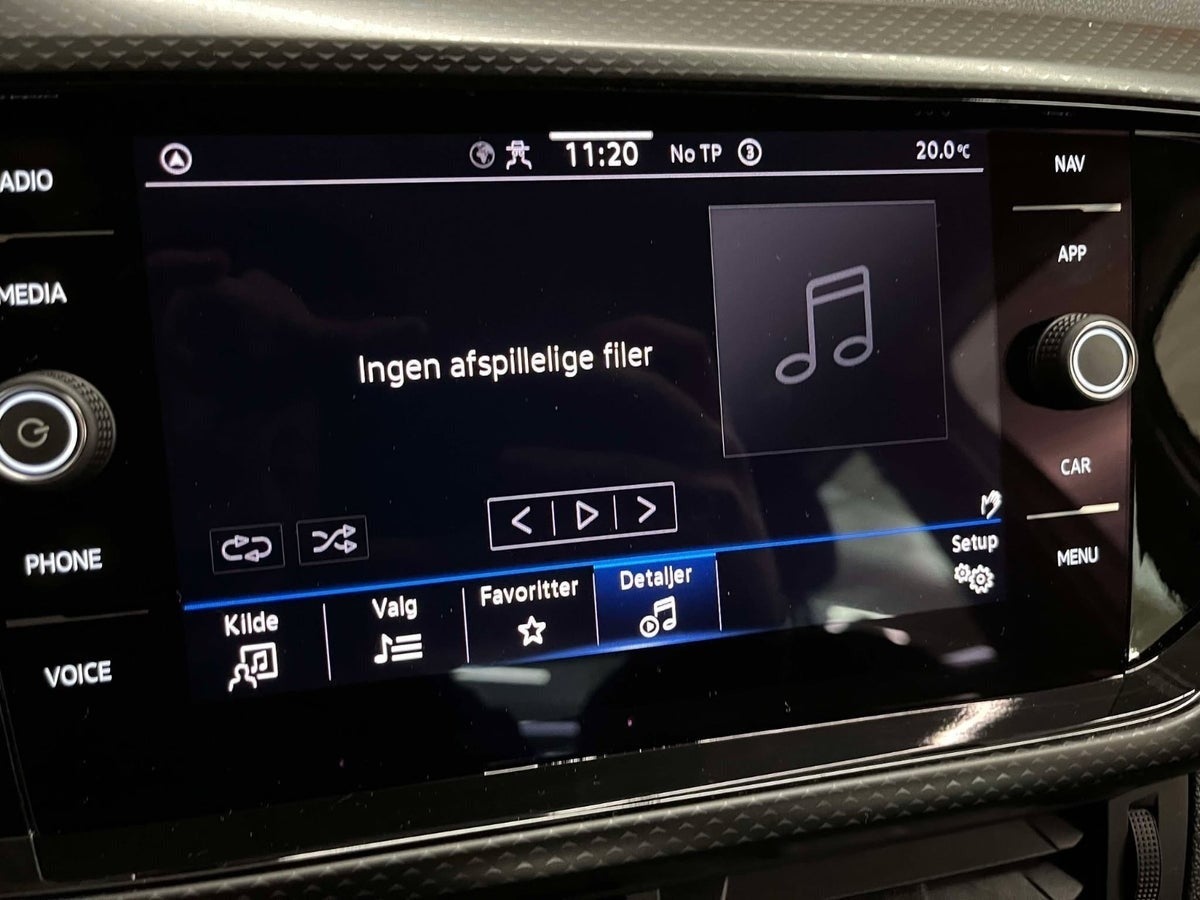 11:20 No TP 3 20.0°C
ADIO
MEDIA
PHONE
VOICE
Ingen afspillelige filer
Kilde
Valg
Favoritter
Detaljer
Setup
NAV
APP
CAR
MENU